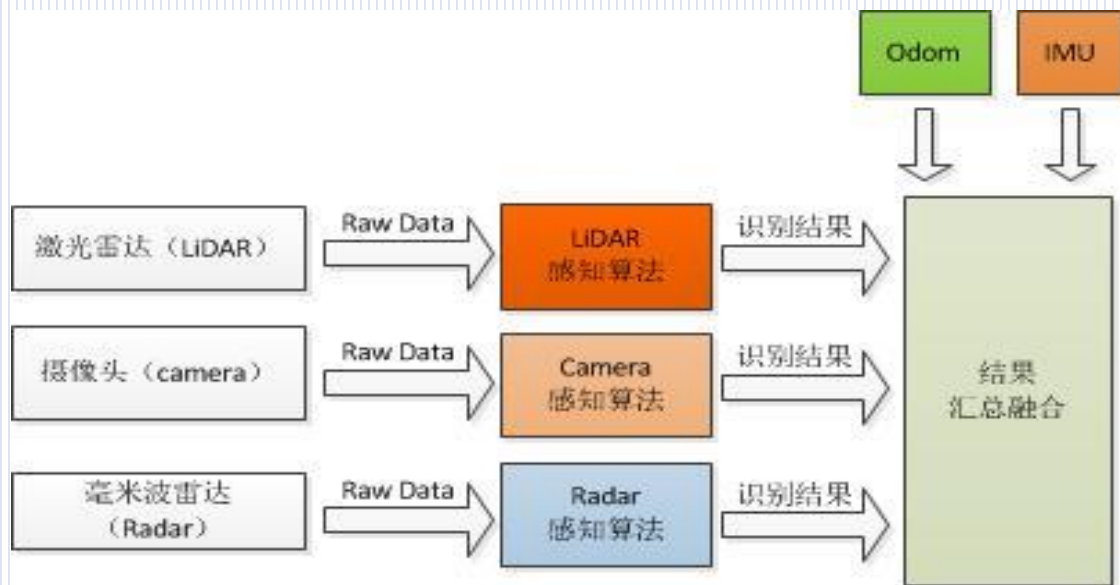 Odom
IMU
激光雷达（LiDAR）
Raw Data
LiDAR
感知算法
识别结果
摄像头（camera）
Raw Data
Camera
感知算法
识别结果
结果
汇总融合
毫米波雷达
（Radar）
Raw Data
Radar
感知算法
识别结果